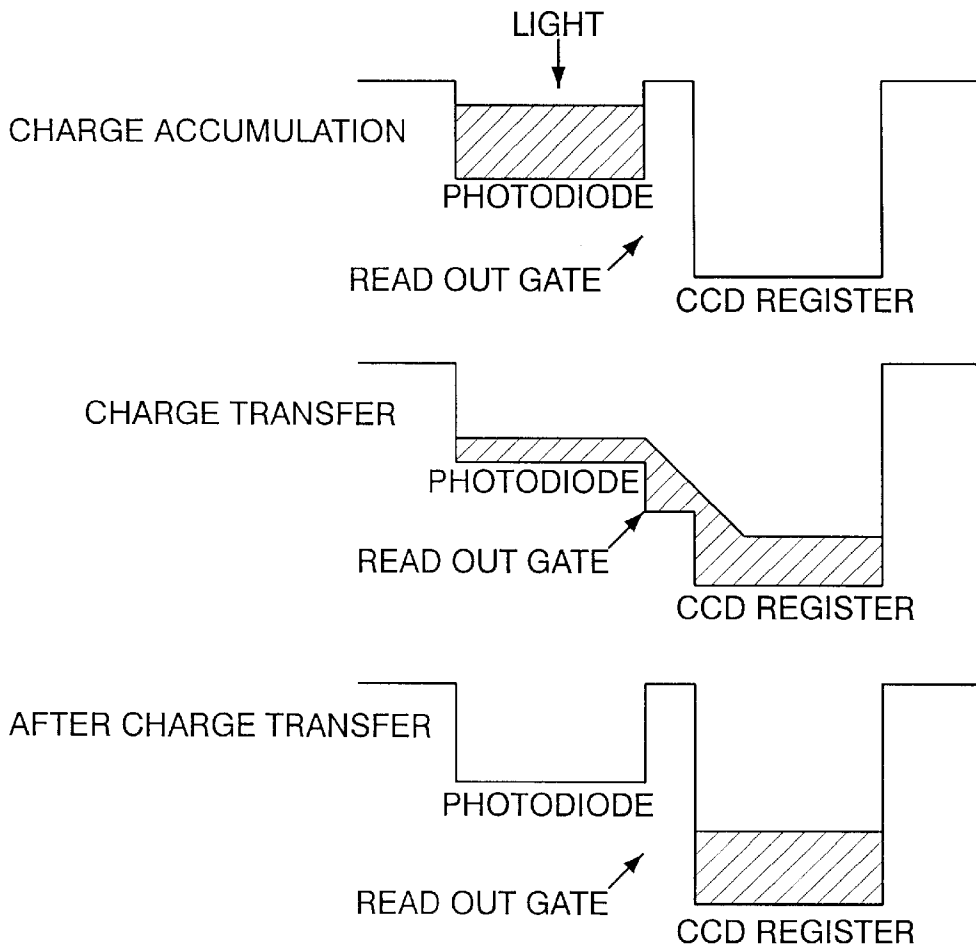 LIGHT
CHARGE ACCUMULATION
PHOTODIODE
READ OUT GATE
CCD REGISTER
CHARGE TRANSFER
PHOTODIODE
READ OUT GATE
CCD REGISTER
AFTER CHARGE TRANSFER
PHOTODIODE
READ OUT GATE
CCD REGISTER